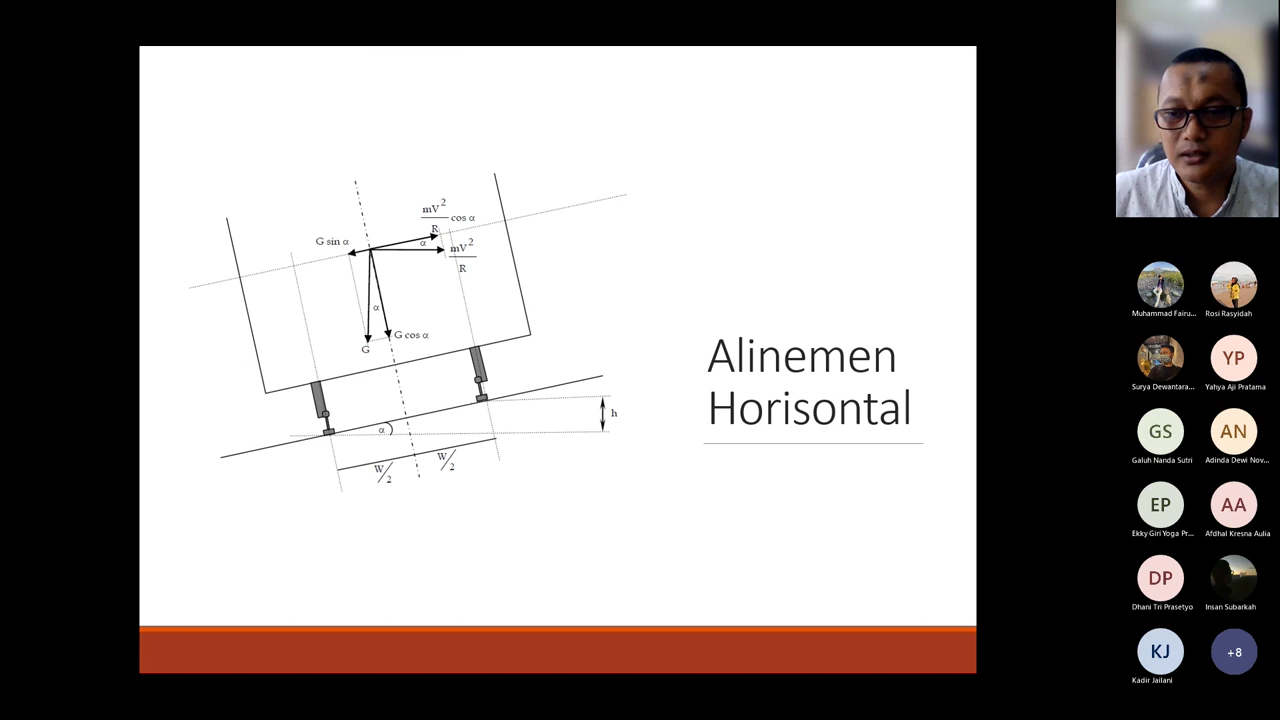 mV²
R
cos α
G sin α
α
mV²
R
α
G cos α
G
h
α
W/2
W/2
Alinemen
Horisontal
Muhammad Fairu...
Rosi Rasyidah
Surya Dewantara...
YP
Yahya Aji Pratama
GS
Galuh Nanda Sutri
AN
Adinda Dewi Nov...
EP
Ekky Giri Yoga Pr...
AA
Afdhal Kresna Aulia
DP
Dhani Tri Prasetyo
Insan Subarkah
KJ
Kadir Jailani
+8